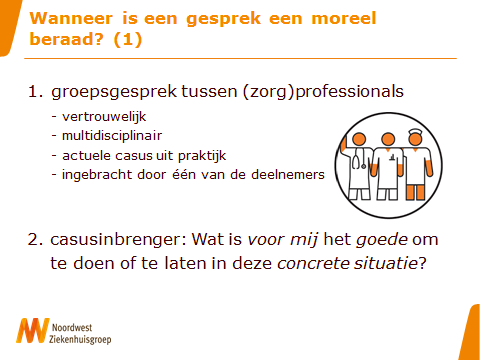 Wanneer is een gesprek een moreel
beraad? (1)
1. groepsgesprek tussen (zorg)professionals
- vertrouwelijk
- multidisciplinair
- actuele casus uit praktijk
- ingebracht door één van de deelnemers
2. casusinbrenger: Wat is voor mij het goede om
te doen of te laten in deze concrete situatie?
Noordwest
Ziekenhuisgroep